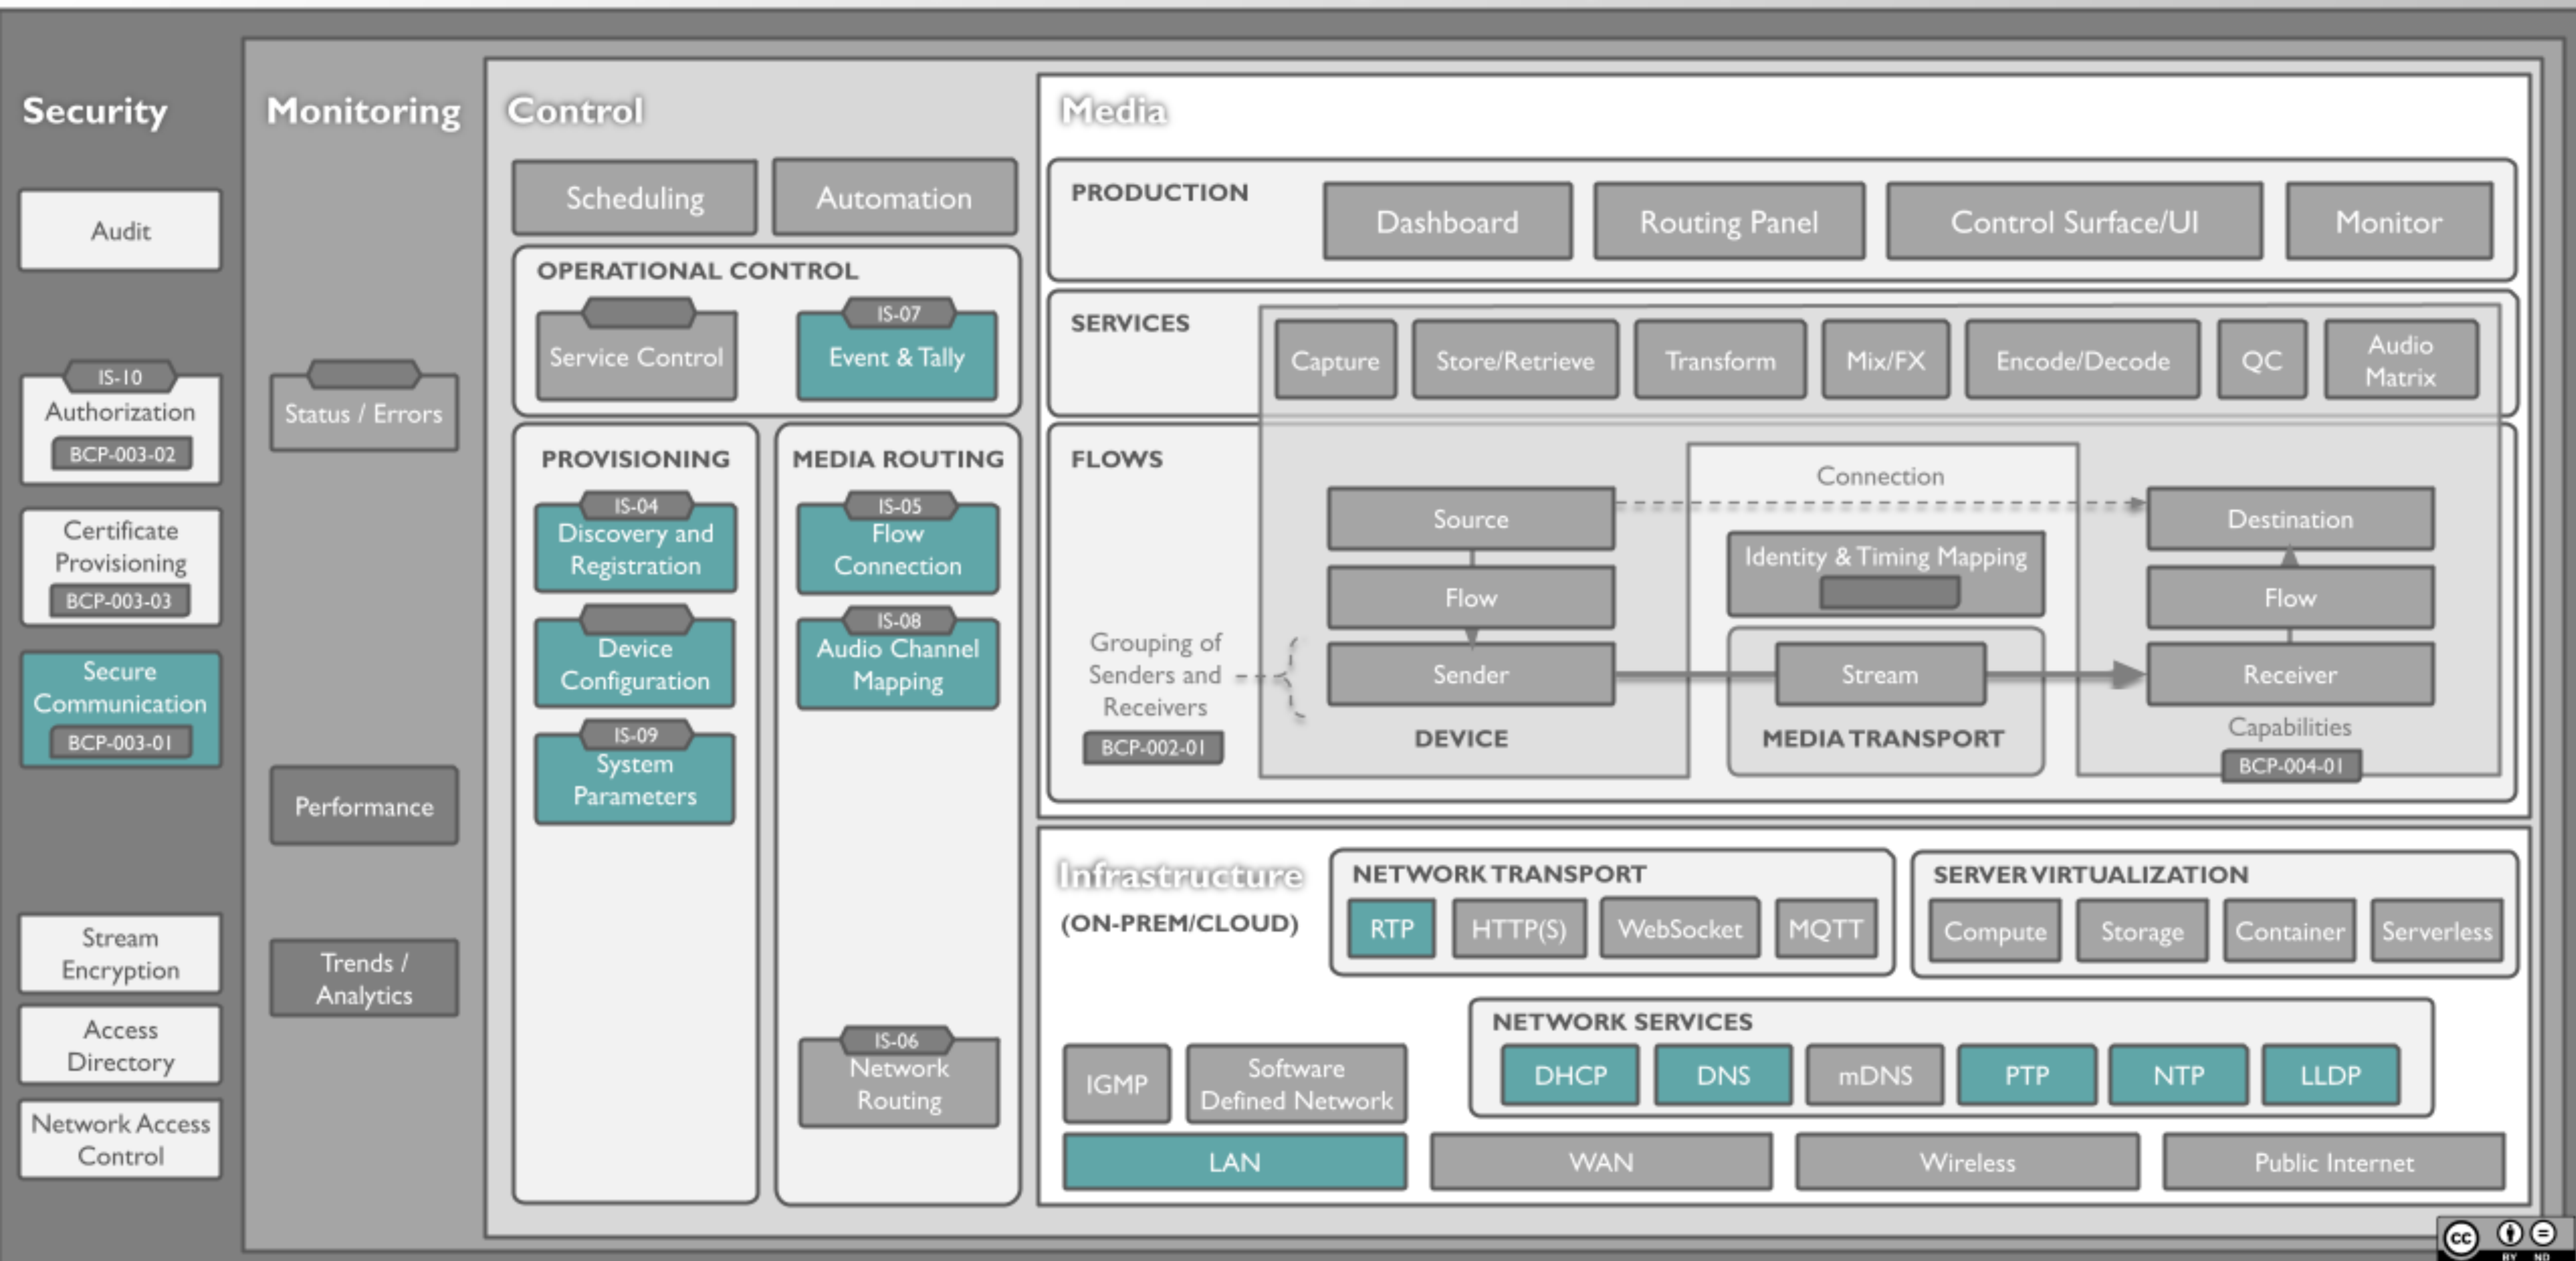 Security
Audit
IS-10
Authorization
BCP-003-02
Certificate
Provisioning
BCP-003-03
Secure
Communication
BCP-003-01
Stream
Encryption
Access
Directory
Network Access
Control
Monitoring
Status / Errors
Performance
Trends /
Analytics
Control
Scheduling
Automation
OPERATIONAL CONTROL
Service Control
IS-07
Event & Tally
PROVISIONING
IS-04
Discovery and
Registration
Device
Configuration
IS-09
System
Parameters
MEDIA ROUTING
IS-05
Flow
Connection
IS-08
Audio Channel
Mapping
IS-06
Network
Routing
Media
PRODUCTION
Dashboard
Routing Panel
Control Surface/UI
Monitor
SERVICES
Capture
Store/Retrieve
Transform
Mix/FX
Encode/Decode
QC
Audio
Matrix
FLOWS
Grouping of
Senders and
Receivers
BCP-002-01
Source
Flow
Sender
DEVICE
Connection
Identity & Timing Mapping
Stream
MEDIA TRANSPORT
Destination
Flow
Receiver
Capabilities
BCP-004-01
Infrastructure
(ON-PREM/CLOUD)
NETWORK TRANSPORT
RTP
HTTP(S)
WebSocket
MQTT
SERVER VIRTUALIZATION
Compute
Storage
Container
Serverless
NETWORK SERVICES
DHCP
DNS
mDNS
PTP
NTP
LLDP
IGMP
Software
Defined Network
LAN
WAN
Wireless
Public Internet
cc
BY ND